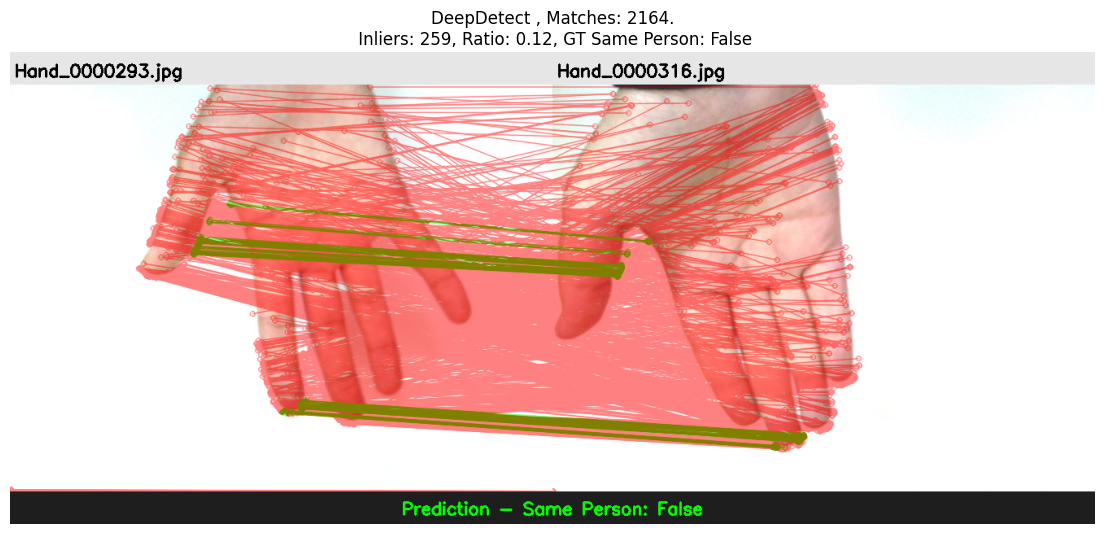 DeepDetect , Matches: 2164.
Inliers: 259, Ratio: 0.12, GT Same Person: False
Hand_0000293.jpg
Hand_0000316.jpg
Prediction - Same Person: False